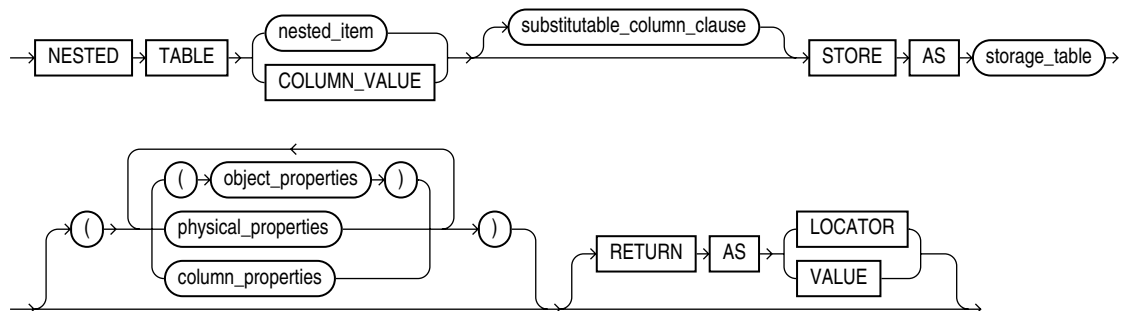 nested_item
substitutable_column_clause
NESTED TABLE STORE AS storage_table
COLUMN_VALUE
( object_properties )
( physical_properties )
column_properties
LOCATOR
RETURN AS
VALUE